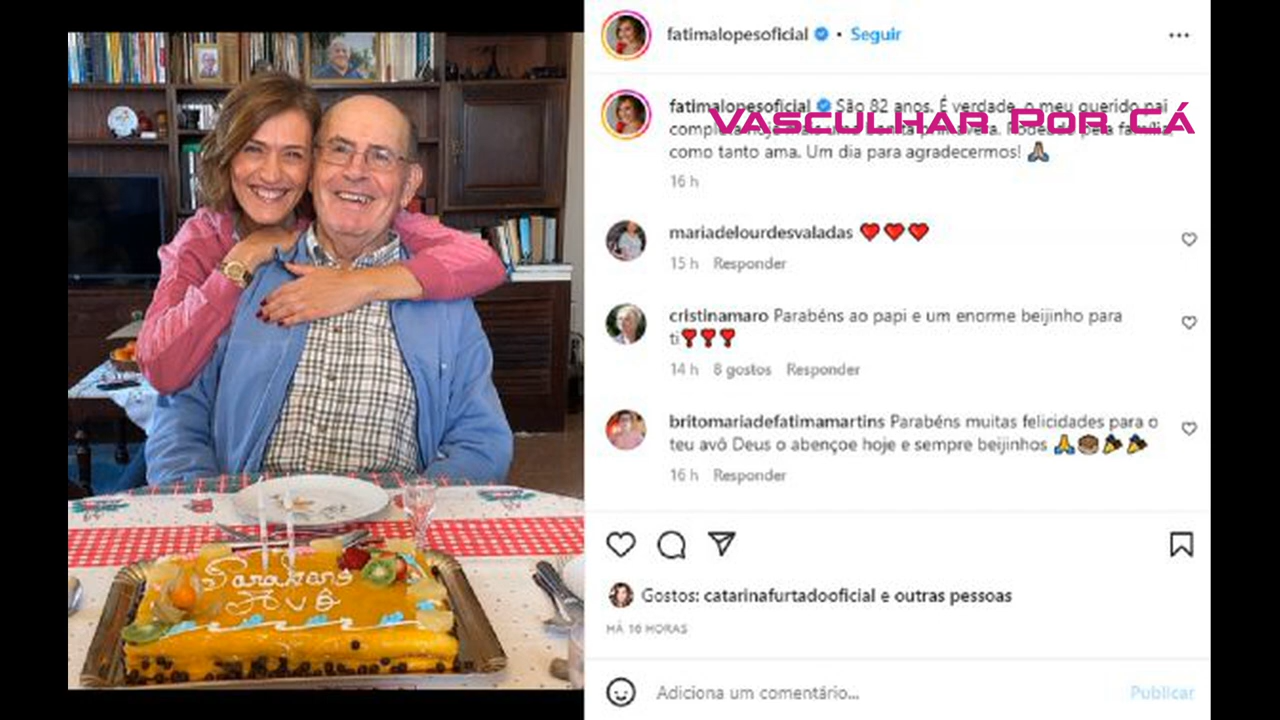 fatimalopesoficial • Seguir
fatimalopesoficial São 82 anos. É verdade, o meu querido pai
VASCULHAR POR CÁ
como tanto ama. Um dia para agradecermos!
16 h
mariadelourdesvaladas
15 h Responder
cristinamaro Parabéns ao papi e um enorme beijinho para
ti
14 h 8 gostos Responder
britomariadefatimamartins Parabéns muitas felicidades para o
teu avô Deus o abençoe hoje e sempre beijinhos
16 h Responder
Gostos: catarinafurtadooficial e outras pessoas
HÁ 16 HORAS
Adiciona um comentário... Publicar
Parabéns
Avô